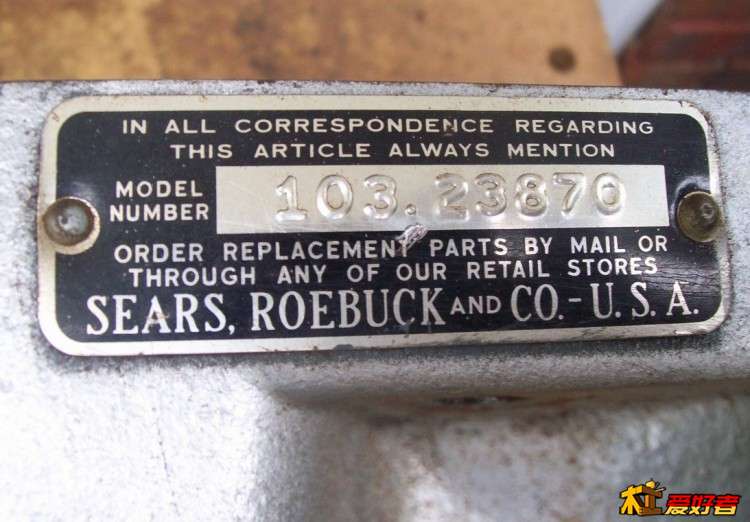 IN ALL CORRESPONDENCE REGARDING
THIS ARTICLE ALWAYS MENTION
MODEL
NUMBER
103.23870
ORDER REPLACEMENT PARTS BY MAIL OR
THROUGH ANY OF OUR RETAIL STORES
SEARS, ROEBUCK AND CO. - U. S. A.
木工爱好者